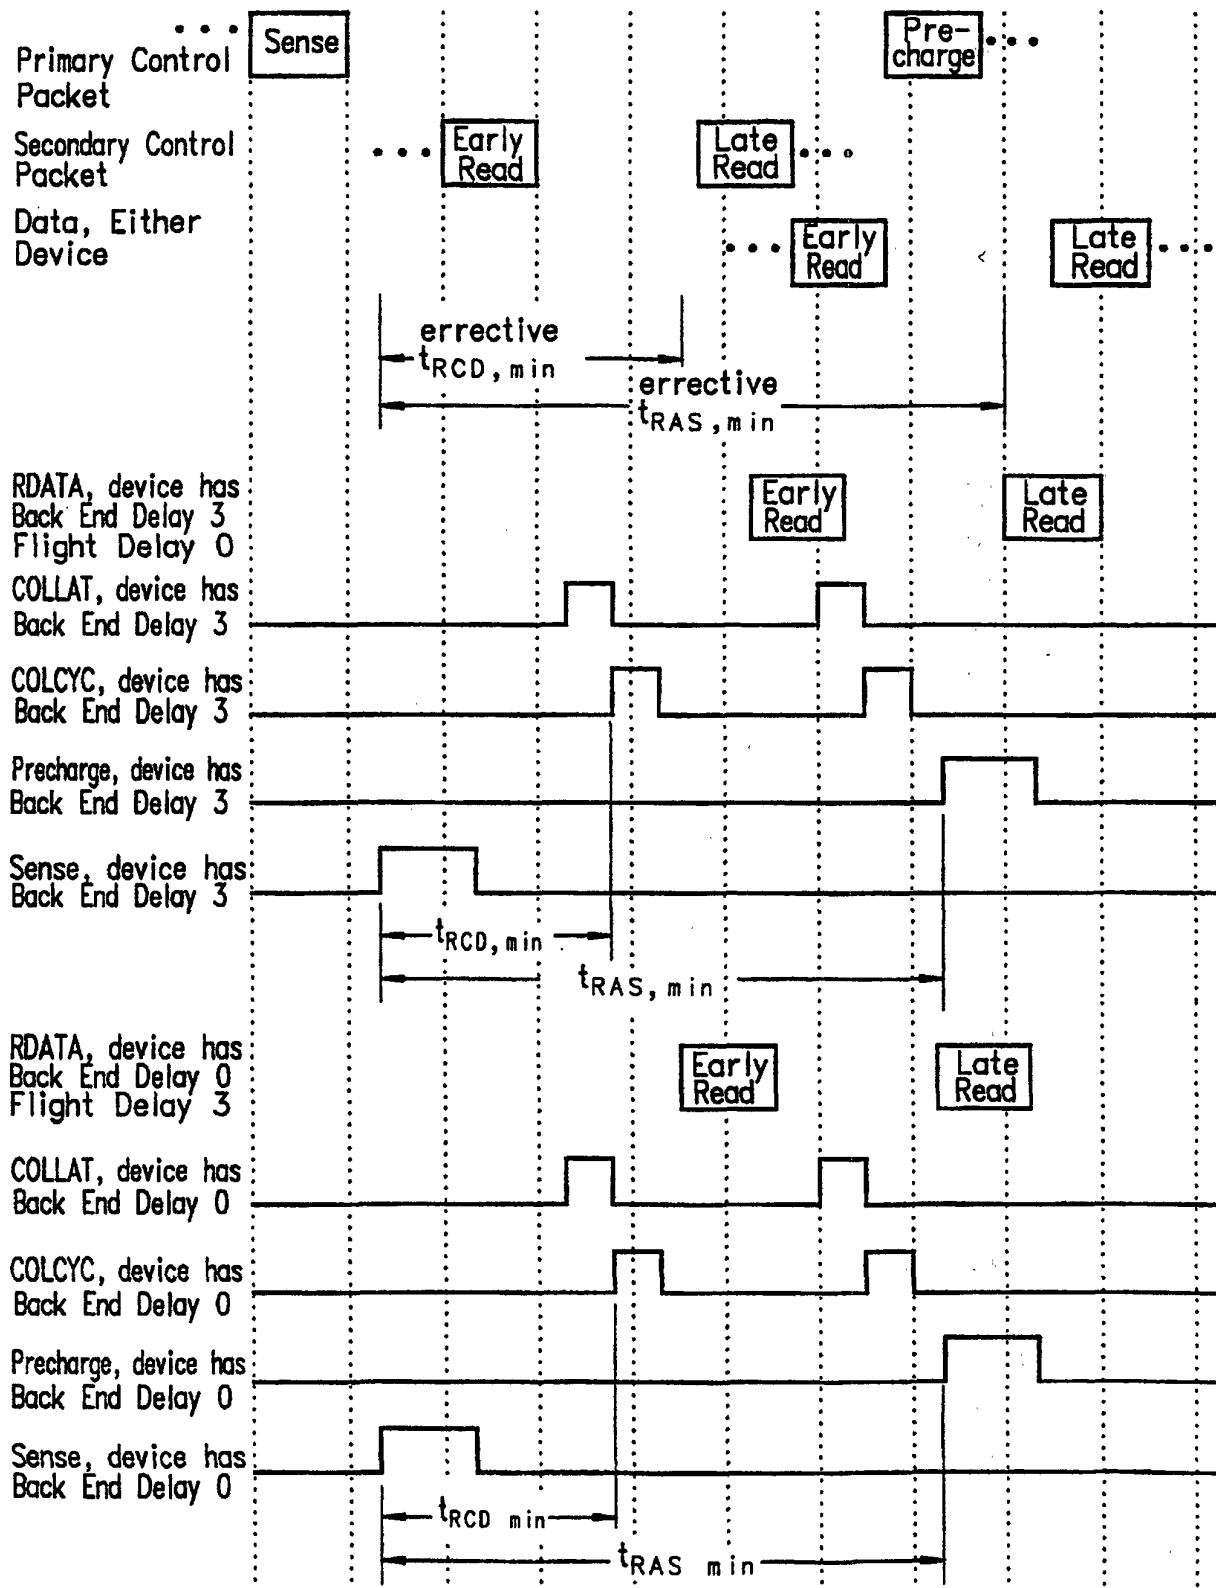 Sense
Pre-
charge
Primary Control
Packet
Secondary Control
Packet
Early
Read
Late
Read
Data, Either
Device
Early
Read
Late
Read
errective
tRCD, min
errective
tRAS, min
RDATA, device has
Back End Delay 3
Flight Delay 0
Early
Read
Late
Read
COLLAT, device has
Back End Delay 3
COLCYC, device has
Back End Delay 3
Precharge, device has
Back End Delay 3
Sense, device has
Back End Delay 3
tRCD, min
tRAS, min
RDATA, device has
Back End Delay 0
Flight Delay 3
Early
Read
Late
Read
COLLAT, device has
Back End Delay 0
COLCYC, device has
Back End Delay 0
Precharge, device has
Back End Delay 0
Sense, device has
Back End Delay 0
tRCD min
tRAS min